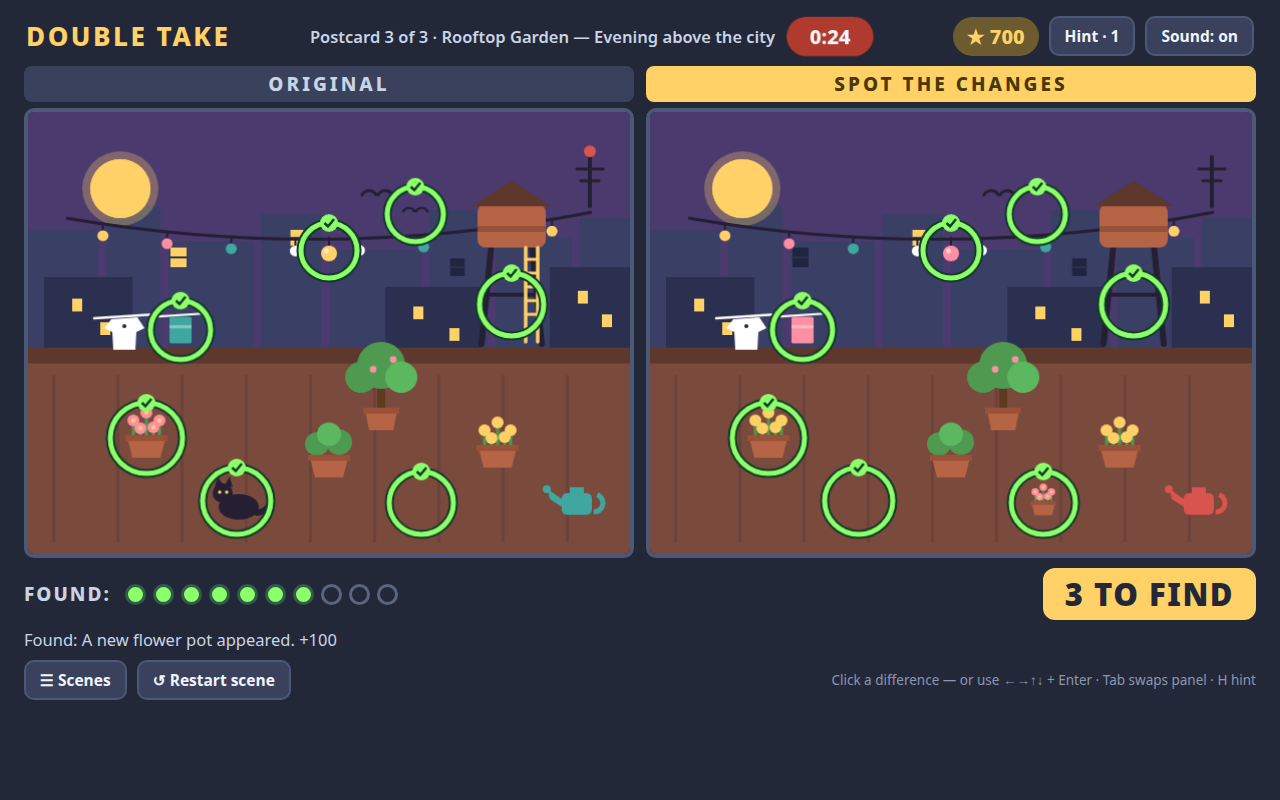 DOUBLE TAKE
Postcard 3 of 3 · Rooftop Garden — Evening above the city
0:24
★ 700
Hint · 1
Sound: on
ORIGINAL
SPOT THE CHANGES
FOUND:
3 TO FIND
Found: A new flower pot appeared. +100
☰ Scenes
↺ Restart scene
Click a difference — or use ←→↑↓ + Enter · Tab swaps panel · H hint